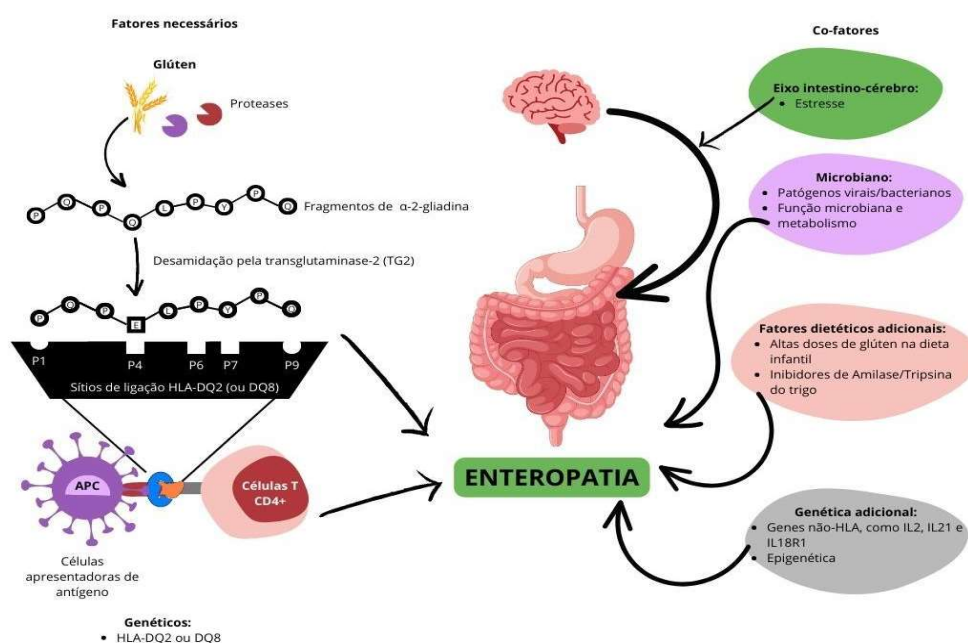 Fatores necessários
Glúten
Proteases
P Q P Q L P Y P Q
Fragmentos de α-2-gliadina
Desamidação pela transglutaminase-2 (TG2)
P Q P E L P Y P Q
P1 P4 P6 P7 P9
Sítios de ligação HLA-DQ2 (ou DQ8)
APC
Células T
CD4+
Células
apresentadoras de
antígeno
Genéticos:
• HLA-DQ2 ou DQ8
ENTEROPATIA
Co-fatores
Eixo intestino-cérebro:
• Estresse
Microbiano:
• Patógenos virais/bacterianos
• Função microbiana e
metabolismo
Fatores dietéticos adicionais:
• Altas doses de glúten na dieta
infantil
• Inibidores de Amilase/Tripsina
do trigo
Genética adicional:
• Genes não-HLA, como IL2, IL21 e
IL18R1
• Epigenética